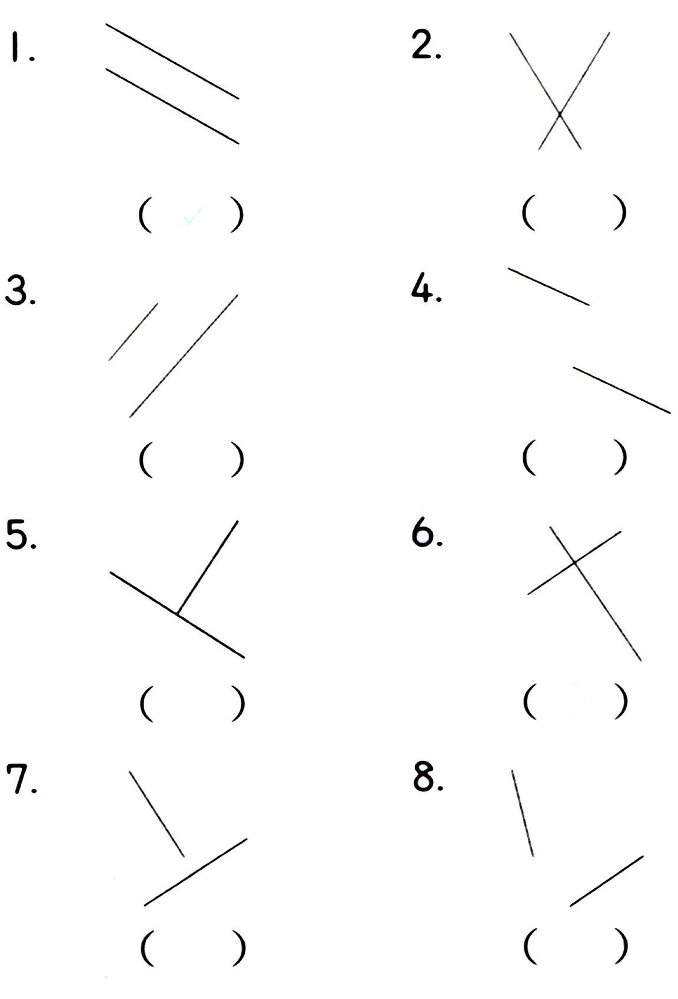 1. 2.
( ✓ ) ( )
3. 4.
( ) ( )
5. 6.
( ) ( )
7. 8.
( ) ( )